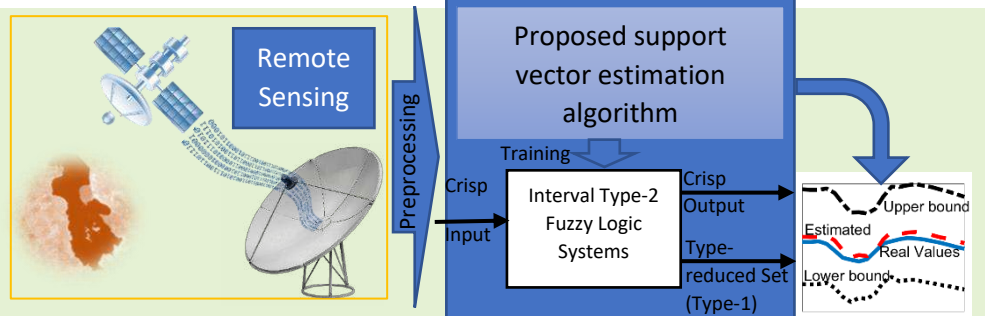 Remote
Sensing
Preprocessing
Proposed support
vector estimation
algorithm
Training
Crisp
Input
Interval Type-2
Fuzzy Logic
Systems
Crisp
Output
Type-
reduced Set
(Type-1)
Upper bound
Estimated
Real Values
Lower bound